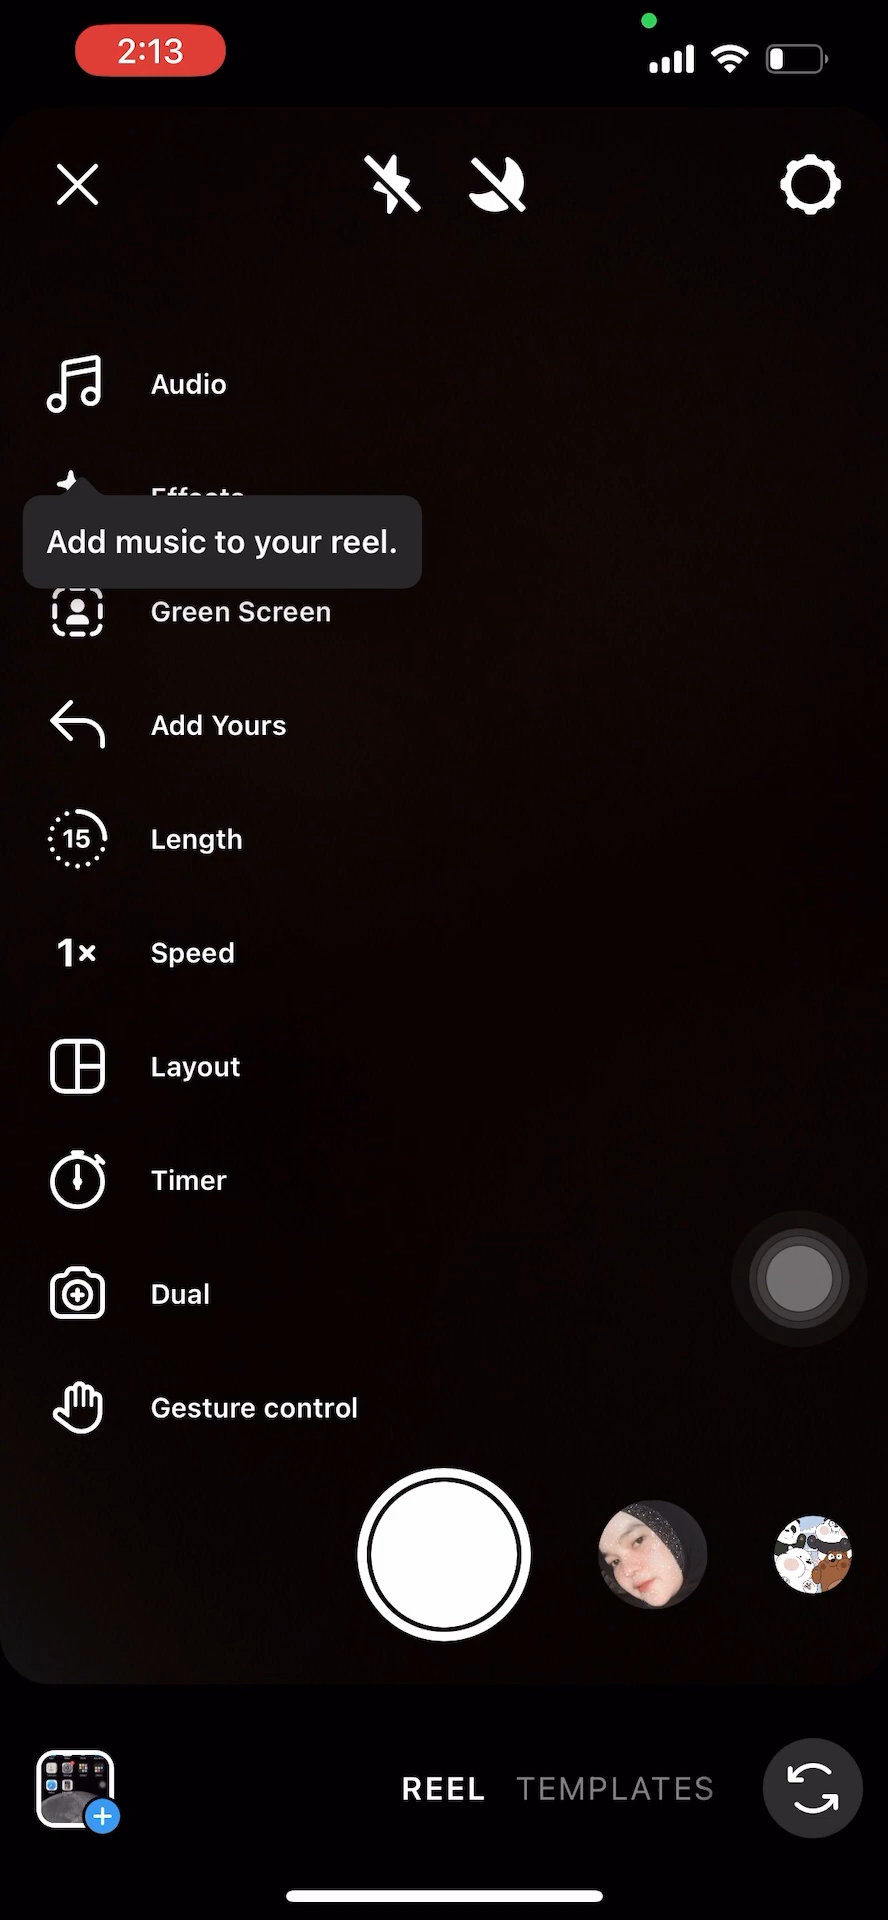 2:13
Audio
Effects
Add music to your reel.
Green Screen
Add Yours
15
Length
1×
Speed
Layout
Timer
Dual
Gesture control
REEL
TEMPLATES